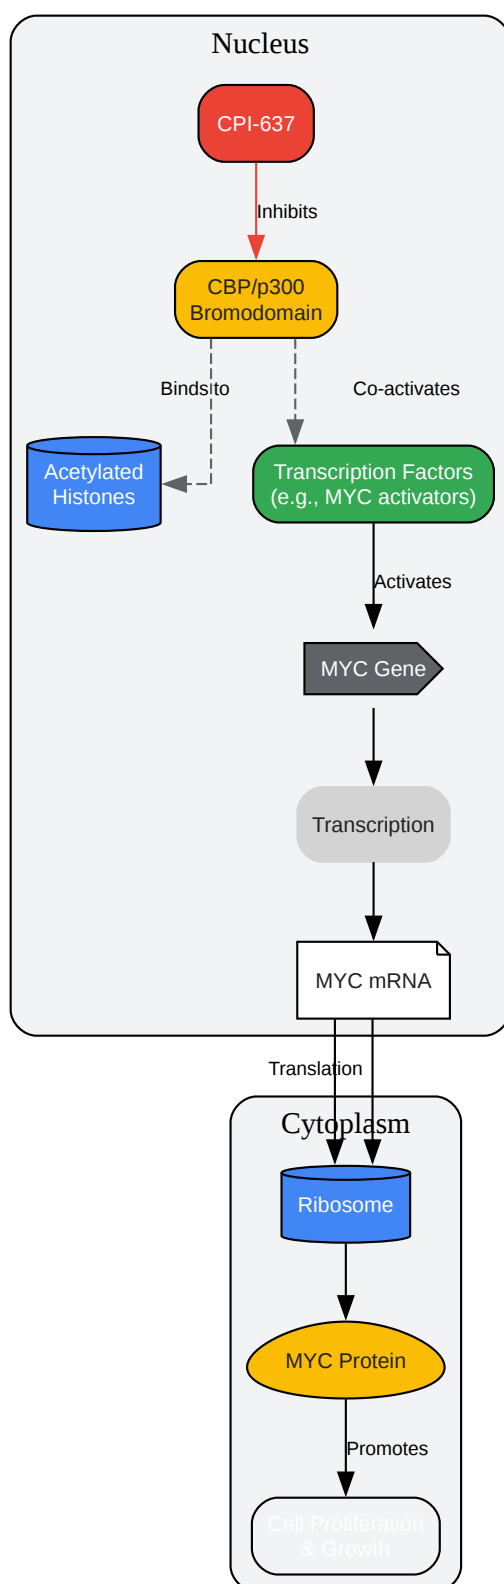 Nucleus
CPI-637
Inhibits
CBP/p300
Bromodomain
Binds to
Co-activates
Acetylated
Histones
Transcription Factors
(e.g., MYC activators)
Activates
MYC Gene
Transcription
MYC mRNA
Translation
Cytoplasm
Ribosome
MYC Protein
Promotes
Cell Proliferation
& Growth